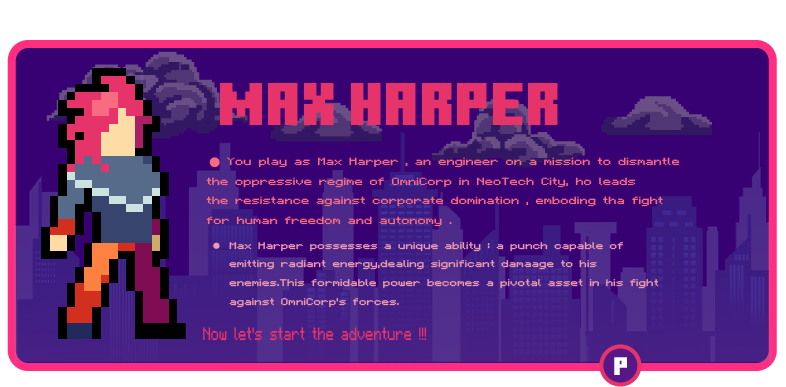 MAX HARPER
You play as Max Harper , an engineer on a mission to dismantle
the oppressive regime of OmniCorp in NeoTech City, ho leads
the resistance against corporate domination , emboding tha fight
for human freedom and autonomy .
Max Harper possesses a unique ability : a punch capable of
emitting radiant energy,dealing significant damaage to his
enemies.This formidable power becomes a pivotal asset in his fight
against OmniCorp's forces.
Now let's start the adventure !!!
P